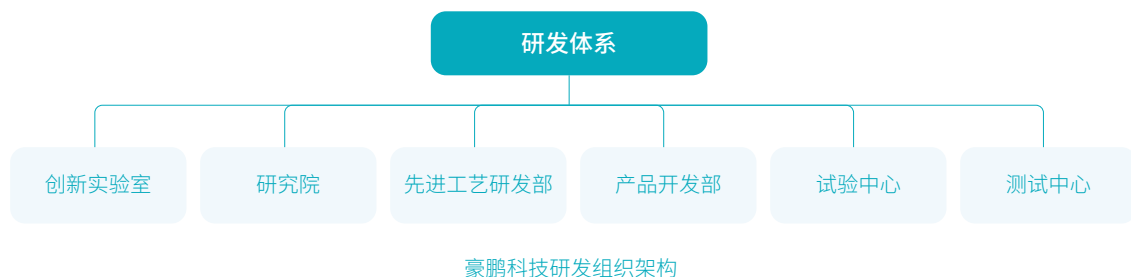 研发体系
创新实验室
研究院
先进工艺研发部
产品开发部
试验中心
测试中心
豪鹏科技研发组织架构